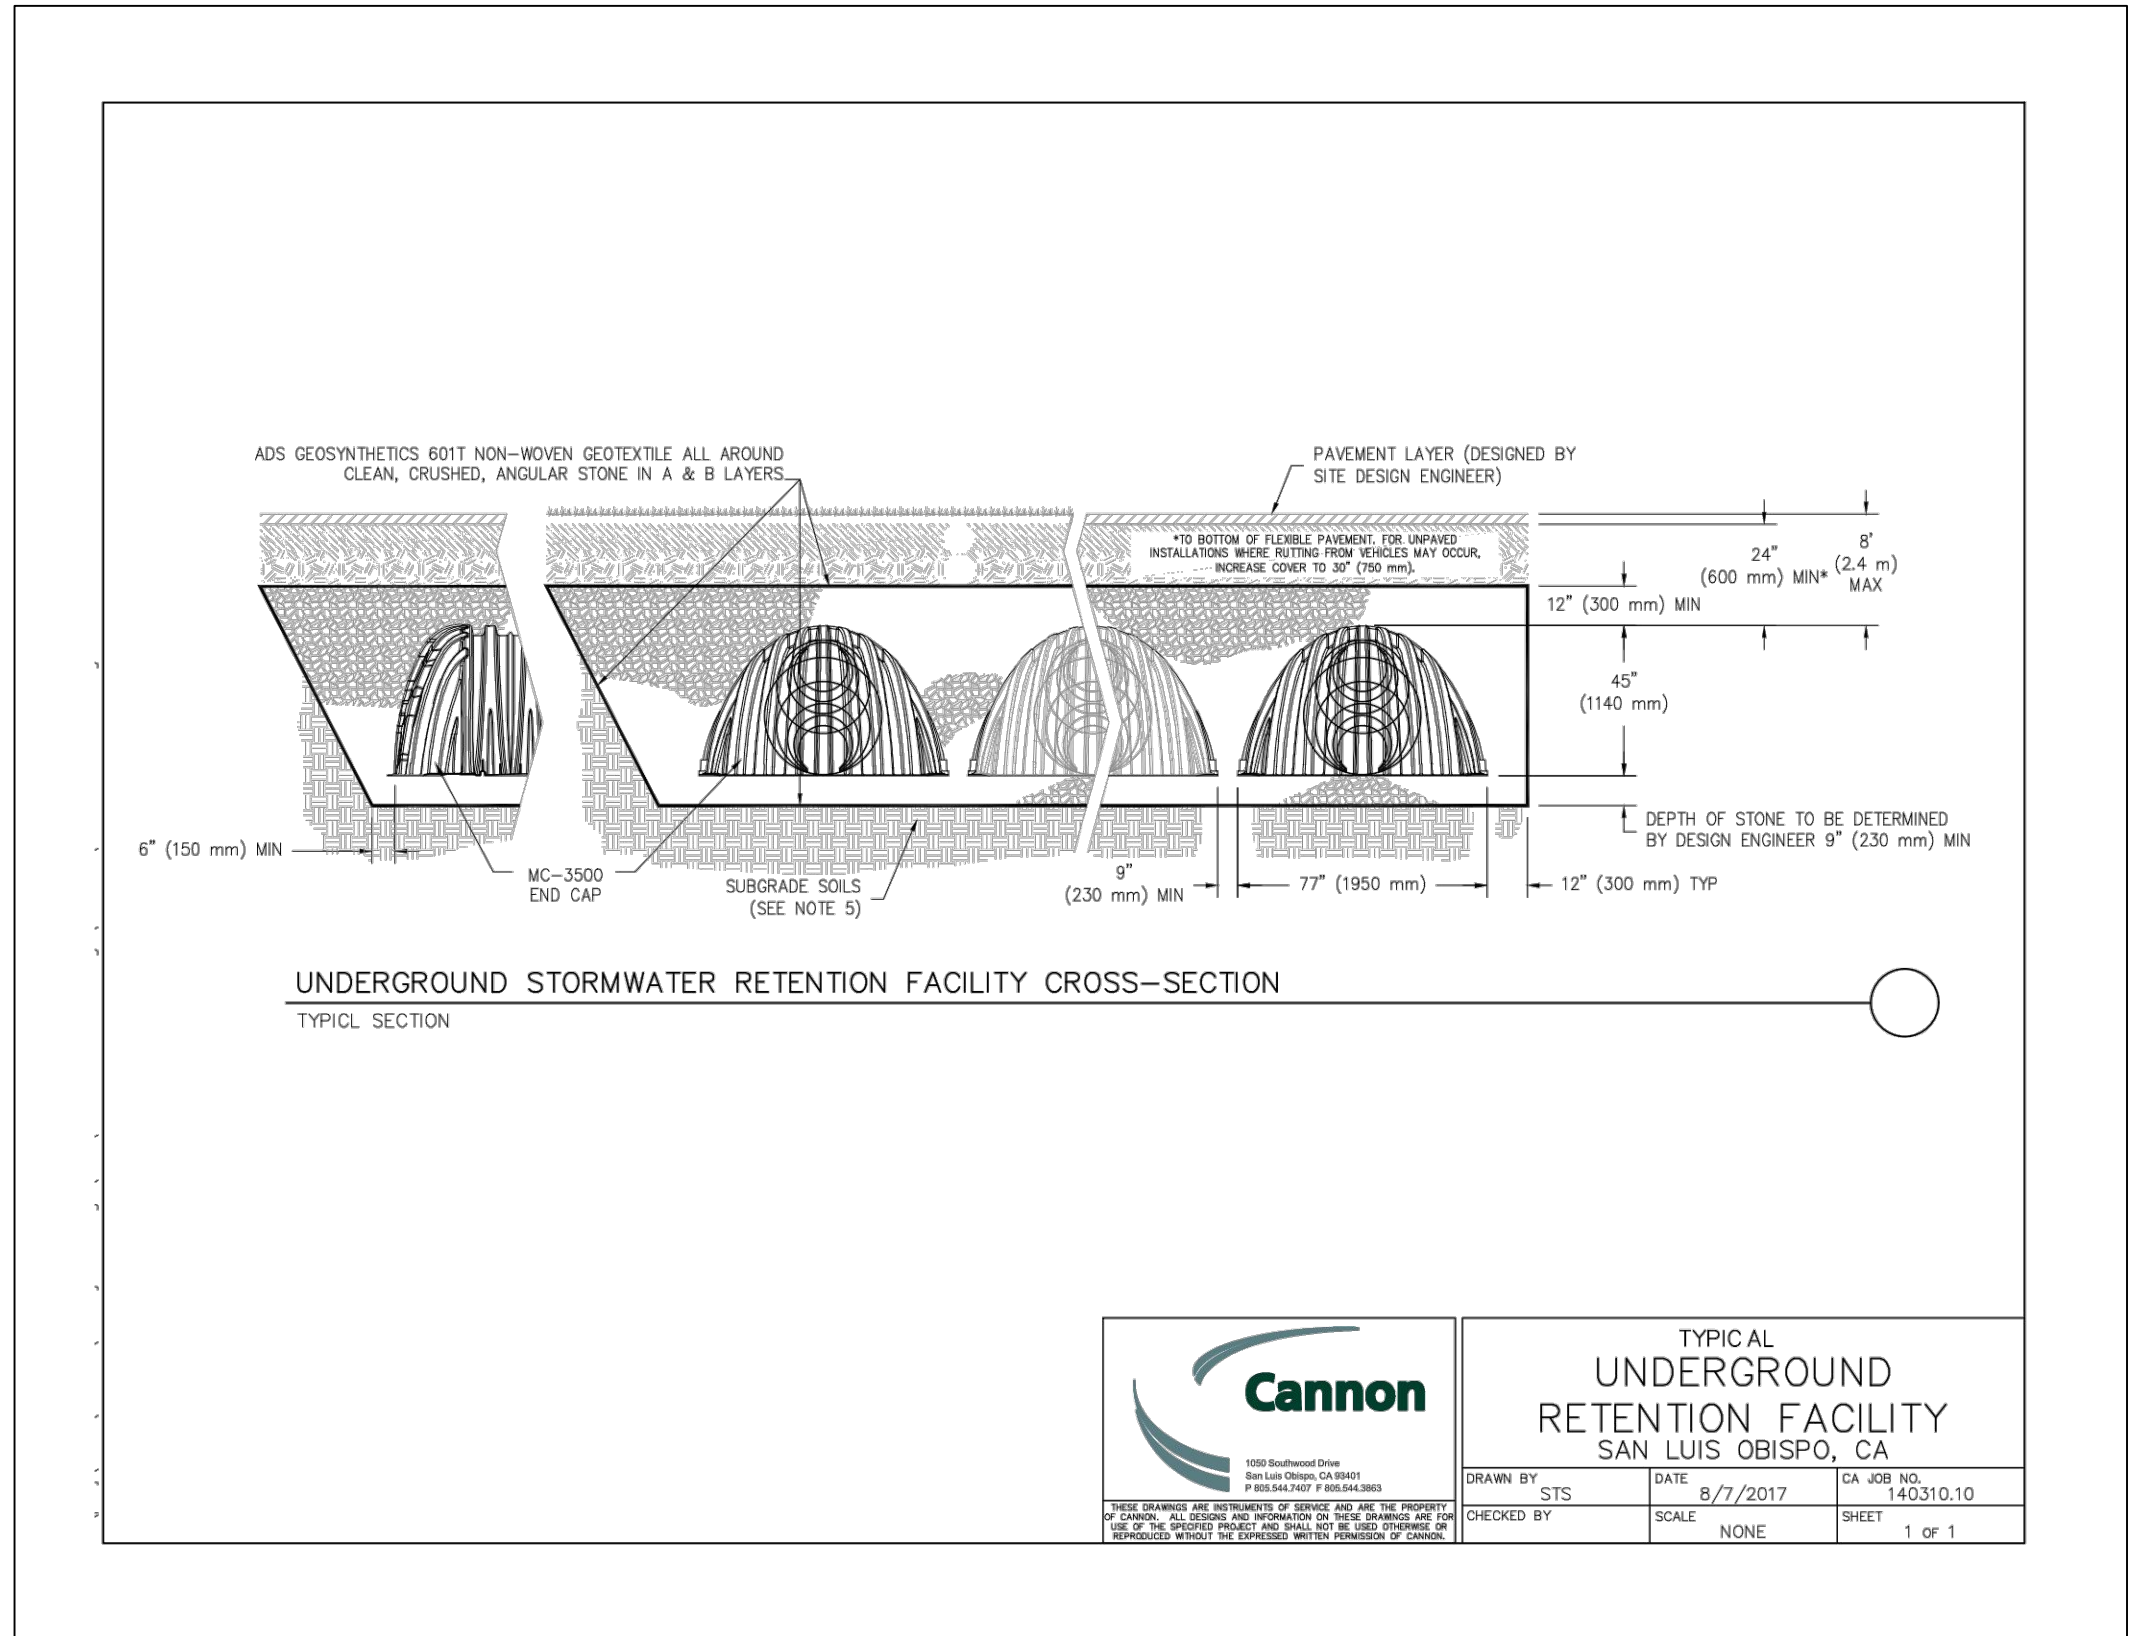 ADS GEOSYNTHETICS 601T NON-WOVEN GEOTEXTILE ALL AROUND
CLEAN, CRUSHED, ANGULAR STONE IN A & B LAYERS
PAVEMENT LAYER (DESIGNED BY
SITE DESIGN ENGINEER)
*TO BOTTOM OF FLEXIBLE PAVEMENT. FOR UNPAVED
INSTALLATIONS WHERE RUTTING FROM VEHICLES MAY OCCUR,
INCREASE COVER TO 30" (750 mm).
8'
(2.4 m)
MAX
24"
(600 mm) MIN*
12" (300 mm) MIN
45"
(1140 mm)
DEPTH OF STONE TO BE DETERMINED
BY DESIGN ENGINEER 9" (230 mm) MIN
6" (150 mm) MIN
MC-3500
END CAP
SUBGRADE SOILS
(SEE NOTE 5)
9"
(230 mm) MIN
77" (1950 mm)
12" (300 mm) TYP
UNDERGROUND STORMWATER RETENTION FACILITY CROSS-SECTION
TYPICL SECTION
Cannon
1050 Southwood Drive
San Luis Obispo, CA 93401
P 805.544.7407 F 805.544.3863
THESE DRAWINGS ARE INSTRUMENTS OF SERVICE AND ARE THE PROPERTY
OF CANNON. ALL DESIGNS AND INFORMATION ON THESE DRAWINGS ARE FOR
USE OF THE SPECIFIED PROJECT AND SHALL NOT BE USED OTHERWISE OR
REPRODUCED WITHOUT THE EXPRESSED WRITTEN PERMISSION OF CANNON.
TYPICAL
UNDERGROUND
RETENTION FACILITY
SAN LUIS OBISPO, CA
DRAWN BY
STS
DATE
8/7/2017
CA JOB NO.
140310.10
CHECKED BY
SCALE
NONE
SHEET
1 OF 1